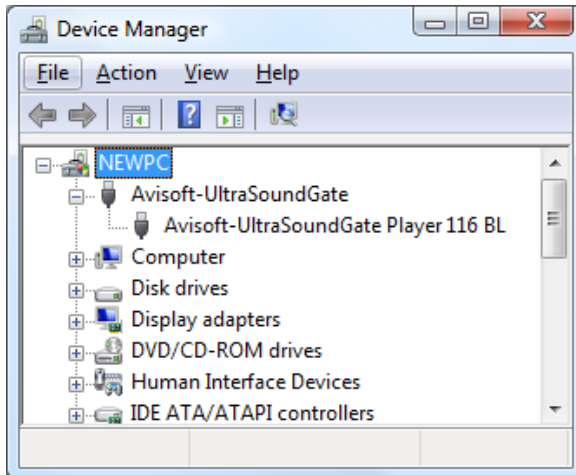 Device Manager
File Action View Help
NEWPC
Avisoft-UltraSoundGate
Avisoft-UltraSoundGate Player 116 BL
Computer
Disk drives
Display adapters
DVD/CD-ROM drives
Human Interface Devices
IDE ATA/ATAPI controllers